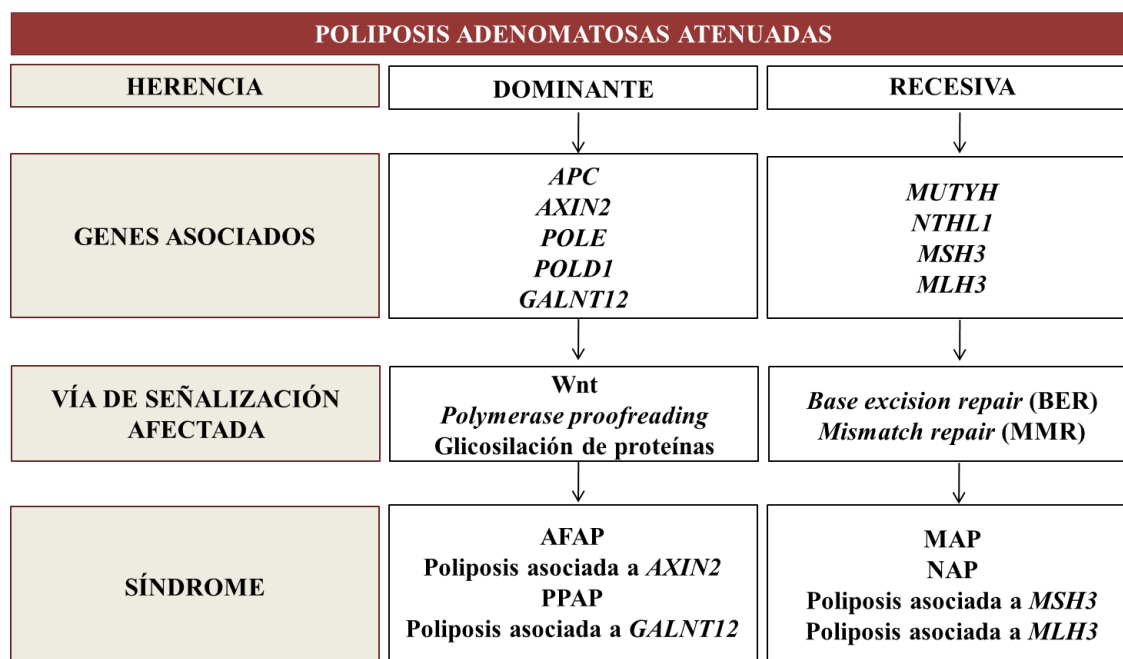 POLIPOSIS ADENOMATOSAS ATENUADAS
HERENCIA
DOMINANTE
RECESIVA
GENES ASOCIADOS
APC
AXIN2
POLE
POLD1
GALNT12
MUTYH
NTHL1
MSH3
MLH3
VÍA DE SEÑALIZACIÓN
AFECTADA
Wnt
Polymerase proofreading
Glicosilación de proteínas
Base excision repair (BER)
Mismatch repair (MMR)
SÍNDROME
AFAP
Poliposis asociada a AXIN2
PPAP
Poliposis asociada a GALNT12
MAP
NAP
Poliposis asociada a MSH3
Poliposis asociada a MLH3